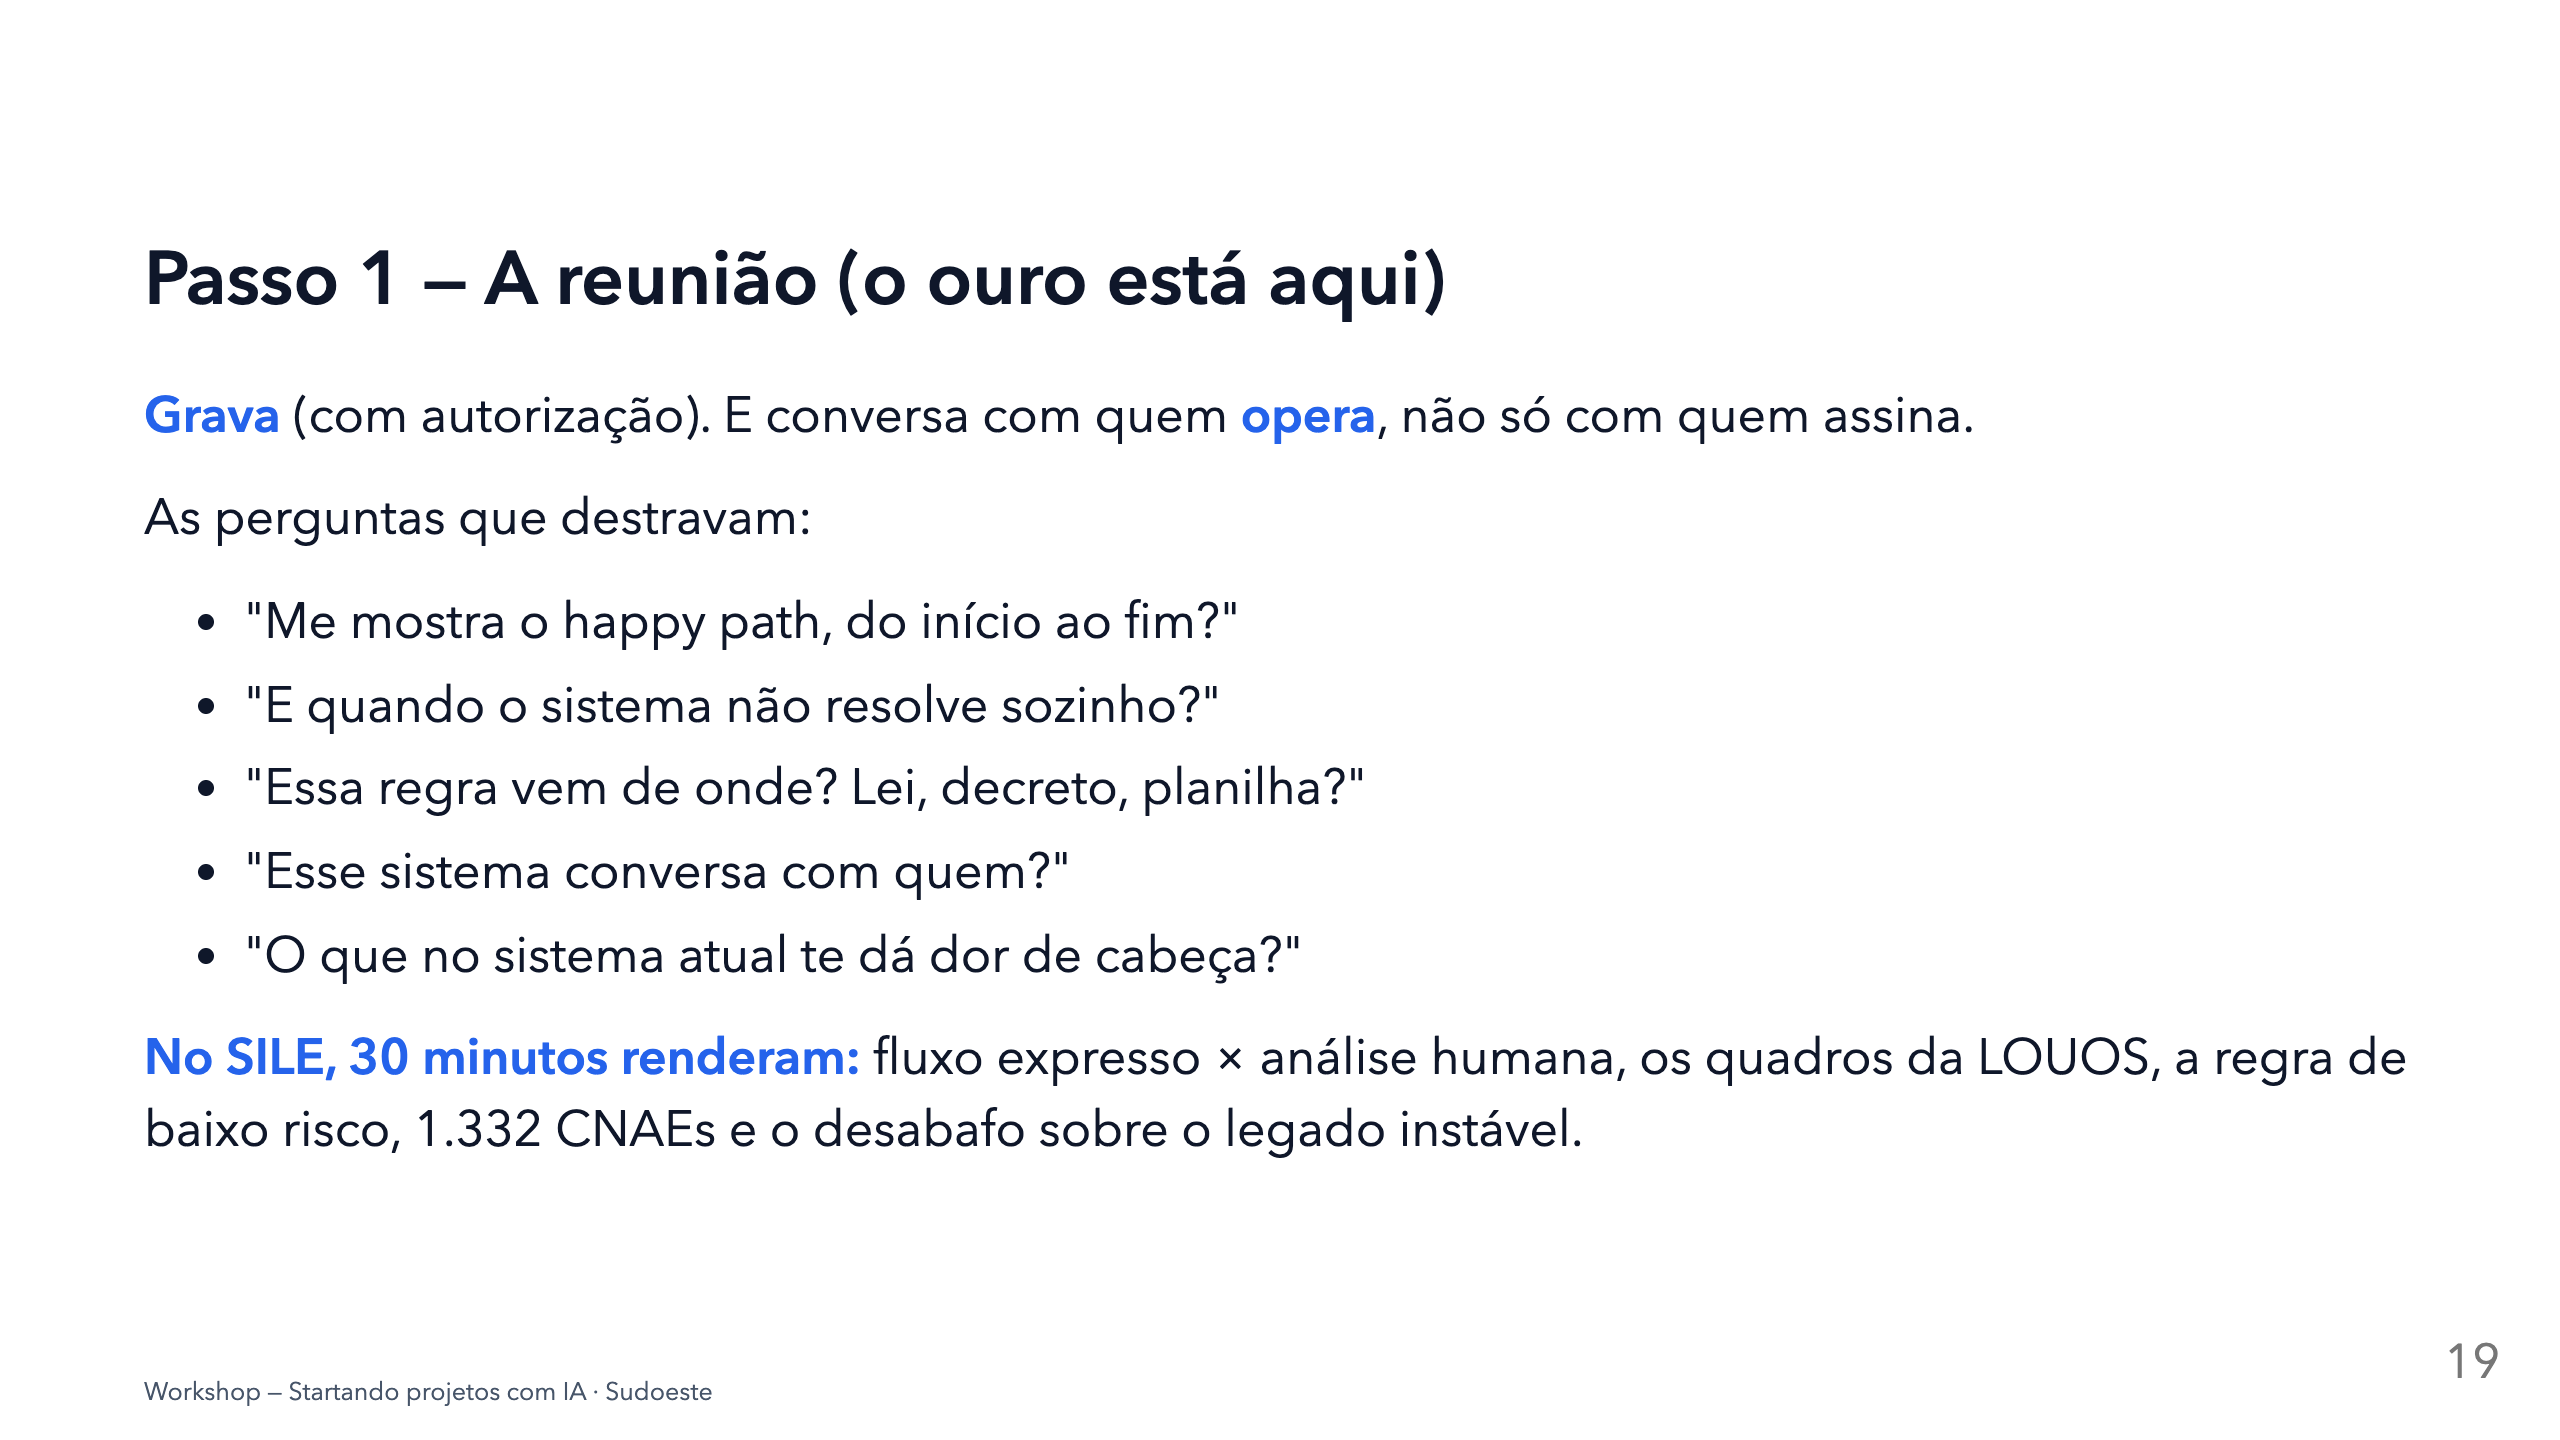 Passo 1 – A reunião (o ouro está aqui)
Grava (com autorização). E conversa com quem opera, não só com quem assina.
As perguntas que destravam:
• "Me mostra o happy path, do início ao fim?"
• "E quando o sistema não resolve sozinho?"
• "Essa regra vem de onde? Lei, decreto, planilha?"
• "Esse sistema conversa com quem?"
• "O que no sistema atual te dá dor de cabeça?"
No SILE, 30 minutos renderam: fluxo expresso × análise humana, os quadros da LOUOS, a regra de
baixo risco, 1.332 CNAEs e o desabafo sobre o legado instável.
Workshop – Startando projetos com IA · Sudoeste
19